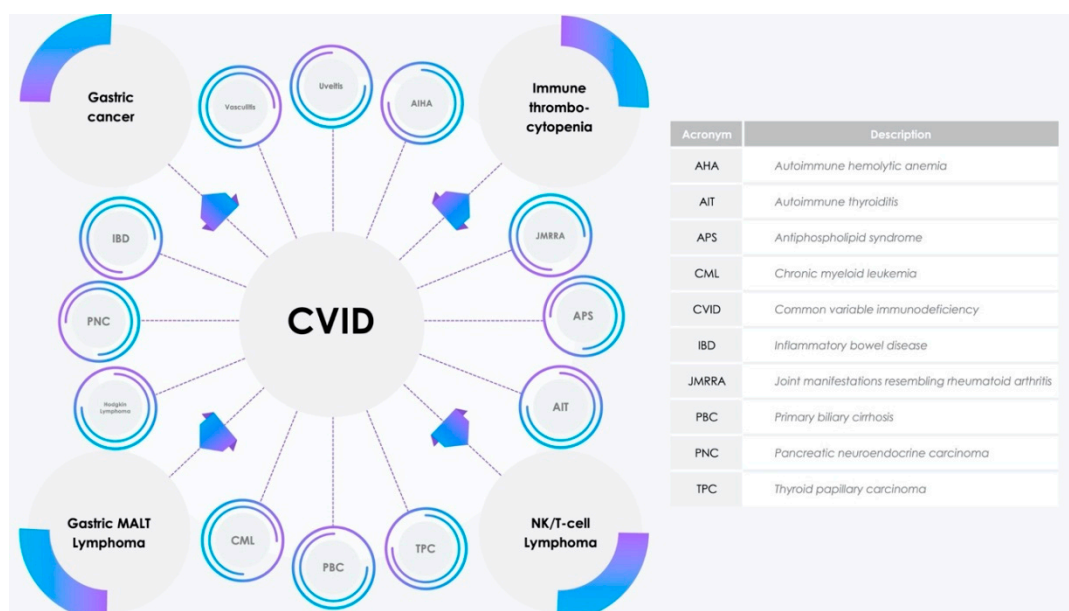 Gastric
cancer
Vasculitis
Uveitis
AIHA
Immune
thrombo-
cytopenia
IBD
JMRRA
PNC
CVID
APS
Hodgkin
Lymphoma
AIT
Gastric MALT
Lymphoma
CML
PBC
TPC
NK/T-cell
Lymphoma
Acronym Description
AHA Autoimmune hemolytic anemia
AIT Autoimmune thyroiditis
APS Antiphospholipid syndrome
CML Chronic myeloid leukemia
CVID Common variable immunodeficiency
IBD Inflammatory bowel disease
JMRRA Joint manifestations resembling rheumatoid arthritis
PBC Primary biliary cirrhosis
PNC Pancreatic neuroendocrine carcinoma
TPC Thyroid papillary carcinoma